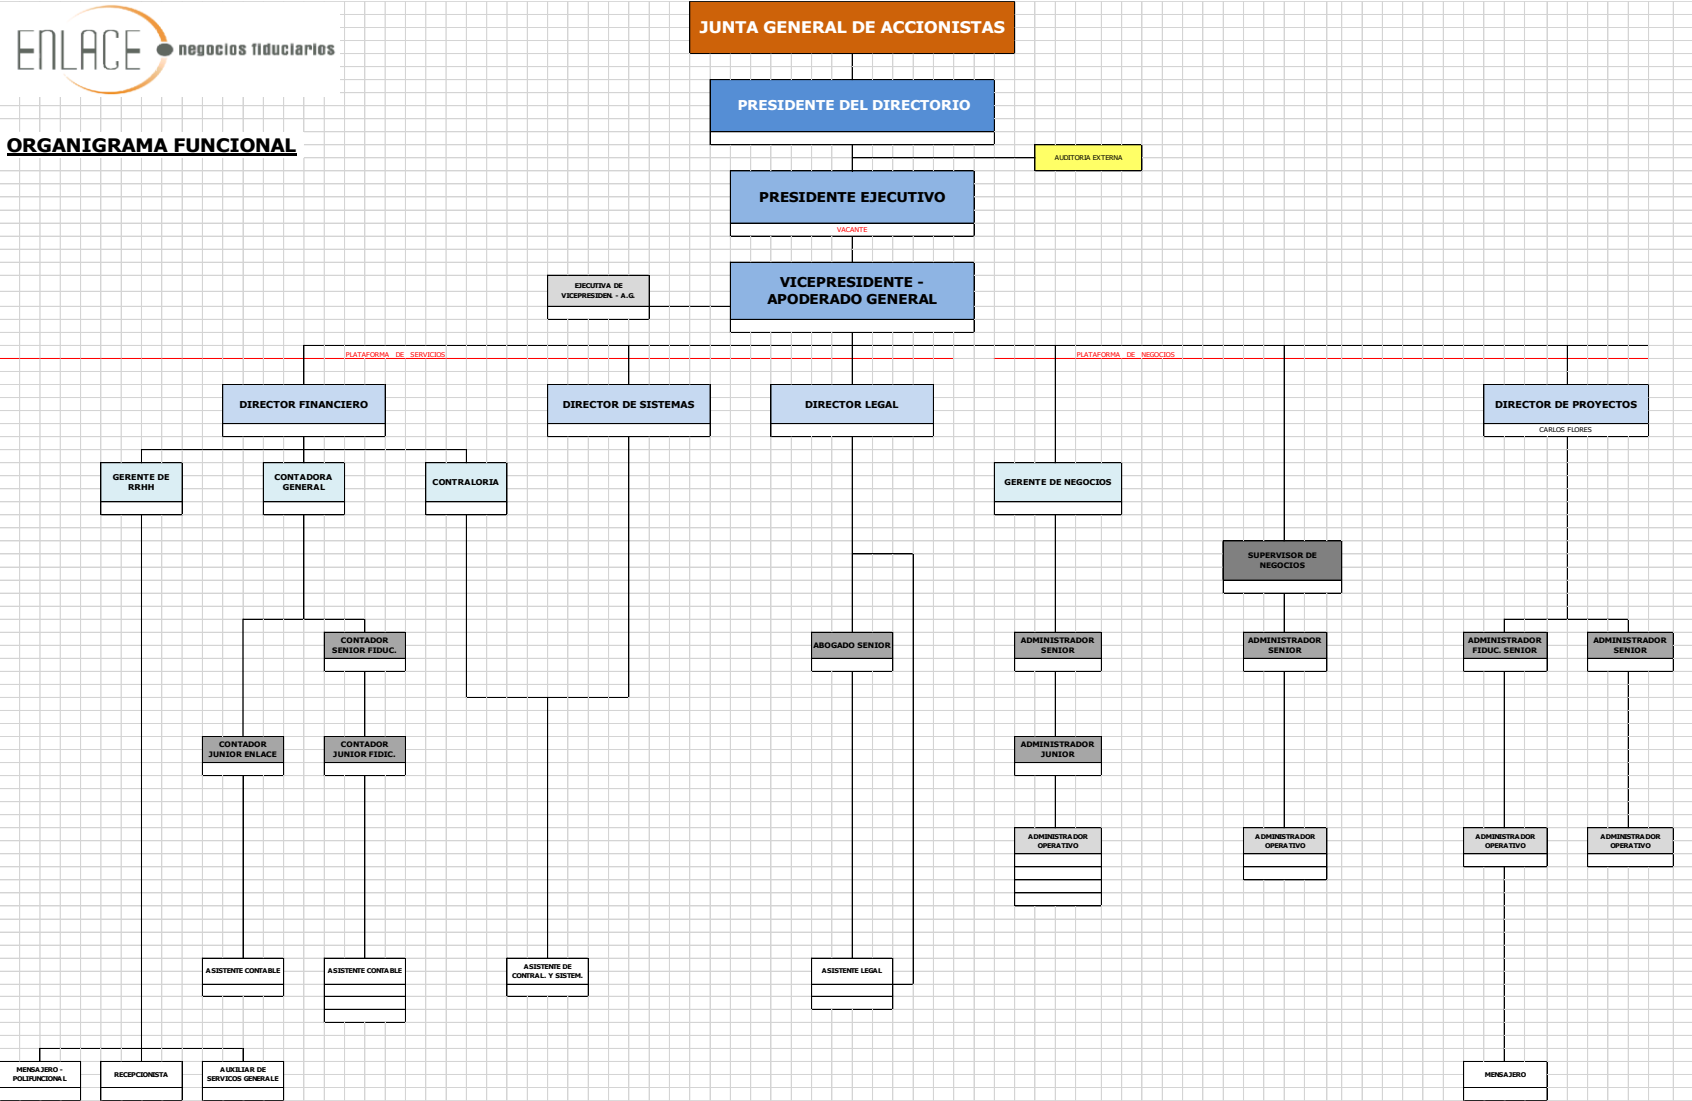 ENLACE negocios fiduciarios
JUNTA GENERAL DE ACCIONISTAS
PRESIDENTE DEL DIRECTORIO
ORGANIGRAMA FUNCIONAL
AUDITORIA EXTERNA
PRESIDENTE EJECUTIVO
VACANTE
EJECUTIVA DE
VICEPRESIDEN. - A.G.
VICEPRESIDENTE -
APODERADO GENERAL
PLATAFORMA DE SERVICIOS
PLATAFORMA DE NEGOCIOS
DIRECTOR FINANCIERO
DIRECTOR DE SISTEMAS
DIRECTOR LEGAL
DIRECTOR DE PROYECTOS
CARLOS FLORES
GERENTE DE
RRHH
CONTADORA
GENERAL
CONTRALORIA
GERENTE DE NEGOCIOS
SUPERVISOR DE
NEGOCIOS
CONTADOR
SENIOR FIDUC.
ABOGADO SENIOR
ADMINISTRADOR
SENIOR
ADMINISTRADOR
SENIOR
ADMINISTRADOR
FIDUC. SENIOR
ADMINISTRADOR
SENIOR
CONTADOR
JUNIOR ENLACE
CONTADOR
JUNIOR FIDIC.
ADMINISTRADOR
JUNIOR
ADMINISTRADOR
OPERATIVO
ADMINISTRADOR
OPERATIVO
ADMINISTRADOR
OPERATIVO
ADMINISTRADOR
OPERATIVO
ASISTENTE CONTABLE
ASISTENTE CONTABLE
ASISTENTE DE
CONTRAL. Y SISTEM.
ASISTENTE LEGAL
MENSAJERO -
POLIFUNCIONAL
RECEPCIONISTA
AUXILIAR DE
SERVICOS GENERALE
MENSAJERO